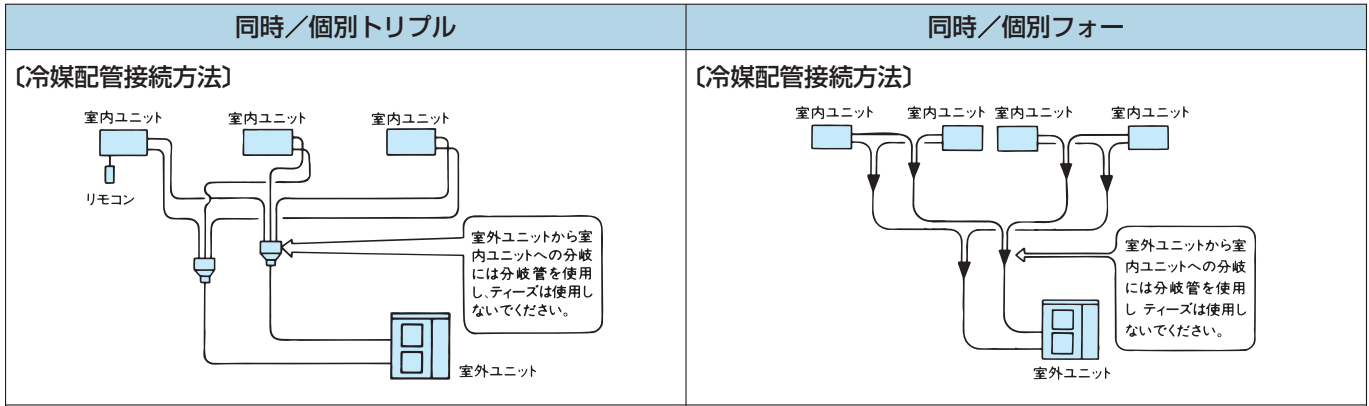 同時／個別トリプル
〔冷媒配管接続方法〕
室内ユニット
室内ユニット
室内ユニット
リモコン
室外ユニットから室
内ユニットへの分岐
には分岐管を使用
し､ティーズは使用し
ないでください。
室外ユニット
同時／個別フォー
〔冷媒配管接続方法〕
室内ユニット
室内ユニット
室内ユニット
室内ユニット
室外ユニットから室
内ユニットへの分岐
には分岐管を使用
し ティーズは使用し
ないでください。
室外ユニット